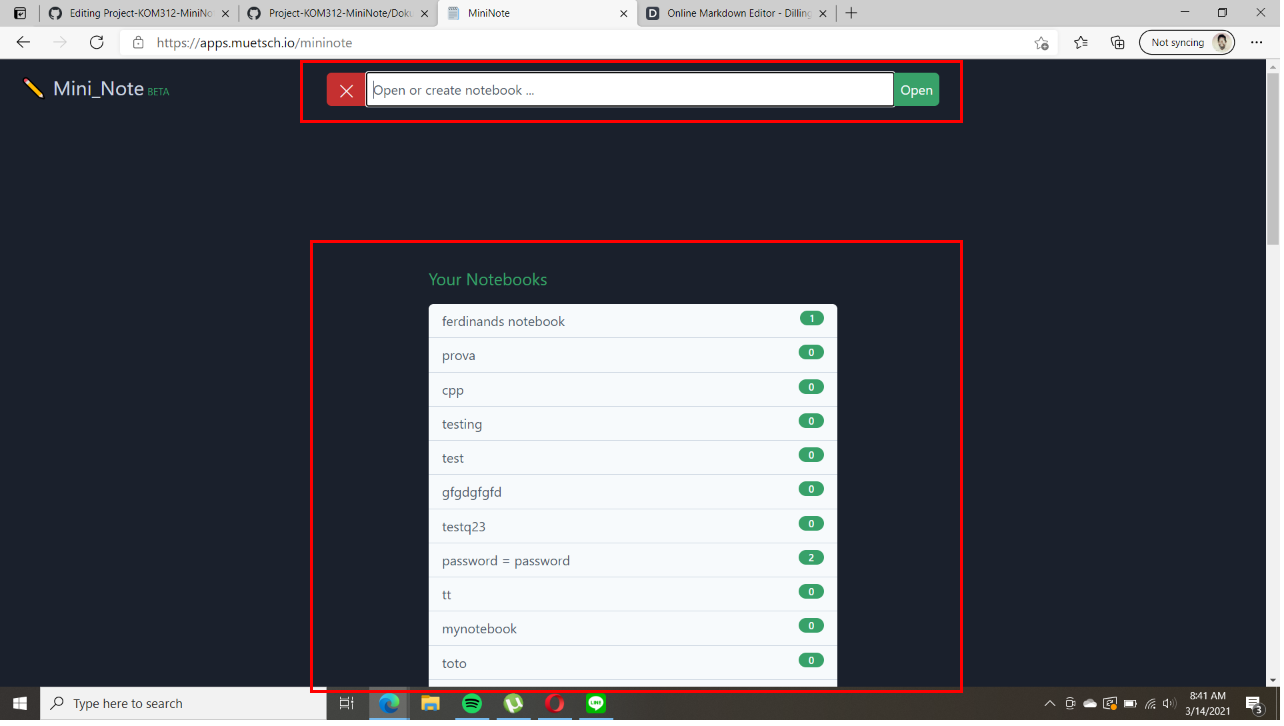 Editing Project-KOM312-MiniNo
Project-KOM312-MiniNote/Doku
MiniNote
Online Markdown Editor - Dilling
https://apps.muetsch.io/mininote
Not syncing
Mini_Note BETA
Open or create notebook ...
Open
Your Notebooks
ferdinands notebook 1
prova 0
cpp 0
testing 0
test 0
gfgdgfgfd 0
testq23 0
password = password 2
tt 0
mynotebook 0
toto 0
Type here to search
8:41 AM
3/14/2021
3